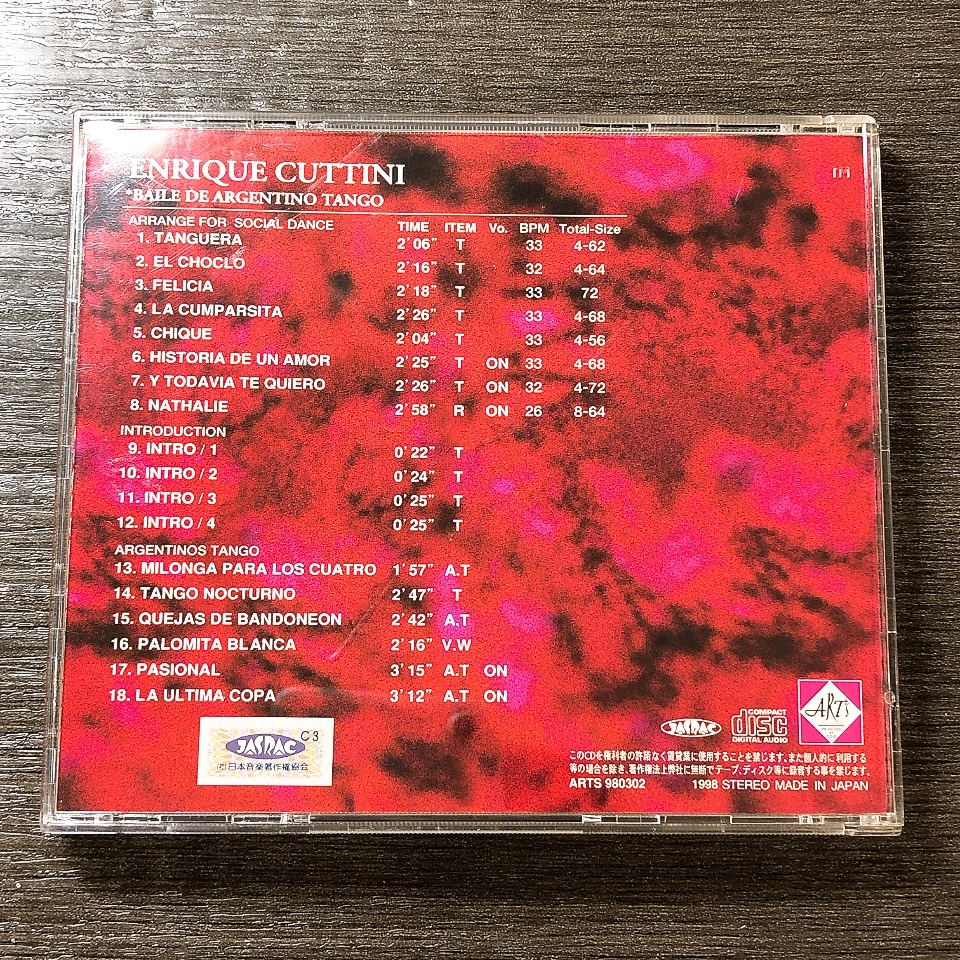 ENRIQUE CUTTINI
*BAILE DE ARGENTINO TANGO
ARRANGE FOR SOCIAL DANCE TIME ITEM Vo. BPM Total-Size
1. TANGUERA 2'06" T 33 4-62
2. EL CHOCLO 2'16" T 32 4-64
3. FELICIA 2'18" T 33 72
4. LA CUMPARSITA 2'26" T 33 4-68
5. CHIQUE 2'04" T 33 4-56
6. HISTORIA DE UN AMOR 2'25" T ON 33 4-68
7. Y TODAVIA TE QUIERO 2'26" T ON 32 4-72
8. NATHALIE 2'58" R ON 26 8-64
INTRODUCTION
9. INTRO / 1 0'22" T
10. INTRO / 2 0'24" T
11. INTRO / 3 0'25" T
12. INTRO / 4 0'25" T
ARGENTINOS TANGO
13. MILONGA PARA LOS CUATRO 1'57" A.T
14. TANGO NOCTURNO 2'47" T
15. QUEJAS DE BANDONEON 2'42" A.T
16. PALOMITA BLANCA 2'16" V.W
17. PASIONAL 3'15" A.T ON
18. LA ULTIMA COPA 3'12" A.T ON
C3
JASRAC
㈳日本音楽著作権協会
JASRAC
COMPACT
disc
DIGITAL AUDIO
ARTs
このCDを権利者の許諾なく賃貸業に使用することを禁じます。また個人的に利用する
等の場合を除き、著作権法上弊社に無断でテープ、ディスク等に録音する事を禁じます。
ARTS 980302 1998 STEREO MADE IN JAPAN